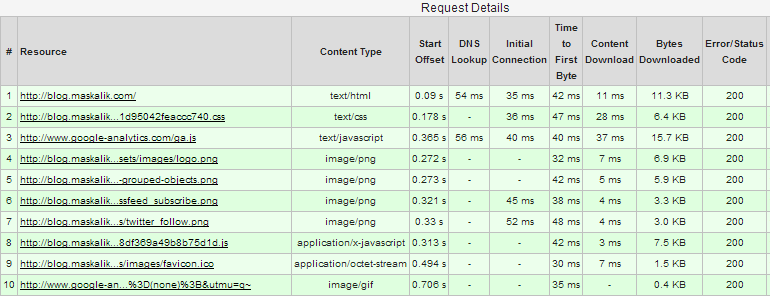 Request Details
# Resource Content Type Start Offset DNS Lookup Initial Connection Time to First Byte Content Download Bytes Downloaded Error/Status Code
1 http://blog.maskalik.com/ text/html 0.09 s 54 ms 35 ms 42 ms 11 ms 11.3 KB 200
2 http://blog.maskalik...1d95042feaccc740.css text/css 0.178 s - 36 ms 47 ms 28 ms 6.4 KB 200
3 http://www.google-analytics.com/ga.js text/javascript 0.365 s 56 ms 40 ms 40 ms 37 ms 15.7 KB 200
4 http://blog.maskalik...sets/images/logo.png image/png 0.272 s - - 32 ms 7 ms 6.9 KB 200
5 http://blog.maskalik...-grouped-objects.png image/png 0.273 s - - 42 ms 5 ms 5.9 KB 200
6 http://blog.maskalik...ssfeed_subscribe.png image/png 0.321 s - 45 ms 38 ms 4 ms 3.3 KB 200
7 http://blog.maskalik...s/twitter_follow.png image/png 0.33 s - 52 ms 48 ms 4 ms 3.0 KB 200
8 http://blog.maskalik...8df369a49b8b75d1d.js application/x-javascript 0.313 s - - 42 ms 3 ms 7.5 KB 200
9 http://blog.maskalik...s/images/favicon.ico application/octet-stream 0.494 s - - 30 ms 7 ms 1.5 KB 200
10 http://www.google-an...%3D(none)%3B&utmu=q~ image/gif 0.706 s - - 35 ms - 0.4 KB 200